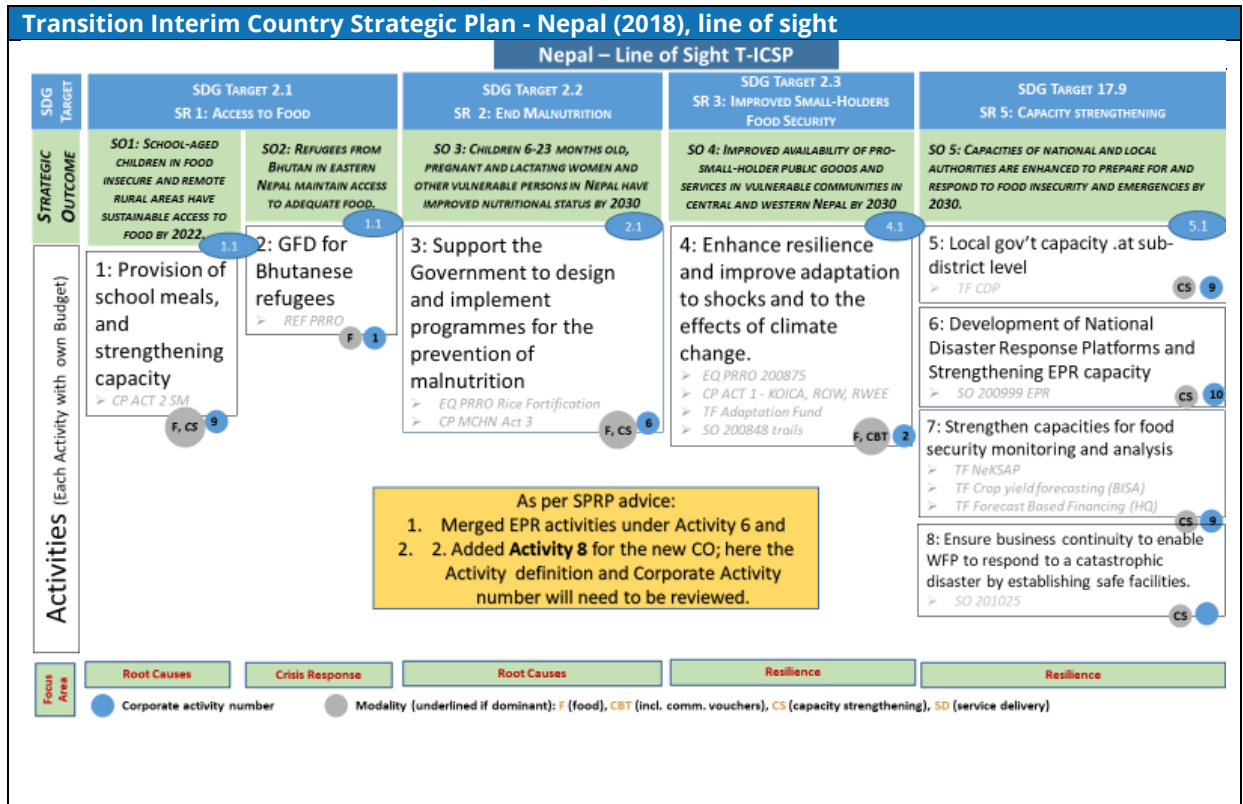 Transition Interim Country Strategic Plan - Nepal (2018), line of sight
Nepal – Line of Sight T-ICSP
SDG
TARGET
SDG TARGET 2.1
SR 1: ACCESS TO FOOD
SDG TARGET 2.2
SR 2: END MALNUTRITION
SDG TARGET 2.3
SR 3: IMPROVED SMALL-HOLDERS
FOOD SECURITY
SDG TARGET 17.9
SR 5: CAPACITY STRENGTHENING
STRATEGIC
OUTCOME
SO1: SCHOOL-AGED
CHILDREN IN FOOD
INSECURE AND REMOTE
RURAL AREAS HAVE
SUSTAINABLE ACCESS TO
FOOD BY 2022.
1.1
SO2: REFUGEES FROM
BHUTAN IN EASTERN
NEPAL MAINTAIN ACCESS
TO ADEQUATE FOOD.
1.1
SO 3: CHILDREN 6-23 MONTHS OLD,
PREGNANT AND LACTATING WOMEN AND
OTHER VULNERABLE PERSONS IN NEPAL HAVE
IMPROVED NUTRITIONAL STATUS BY 2030
2.1
SO 4: IMPROVED AVAILABILITY OF PRO-
SMALL-HOLDER PUBLIC GOODS AND
SERVICES IN VULNERABLE COMMUNITIES IN
CENTRAL AND WESTERN NEPAL BY 2030
4.1
SO 5: CAPACITIES OF NATIONAL AND LOCAL
AUTHORITIES ARE ENHANCED TO PREPARE FOR AND
RESPOND TO FOOD INSECURITY AND EMERGENCIES BY
2030.
5.1
Activities (Each Activity with own Budget)
1: Provision of
school meals,
and
strengthening
capacity
➢ CP ACT 2 SM
F, CS 9
2: GFD for
Bhutanese
refugees
➢ REF PRRO
F 1
3: Support the
Government to design
and implement
programmes for the
prevention of
malnutrition
➢ EQ PRRO Rice Fortification
➢ CP MCHN Act 3
F, CS 6
4: Enhance resilience
and improve adaptation
to shocks and to the
effects of climate
change.
➢ EQ PRRO 200875
➢ CP ACT 1 - KOICA, RCIW, RWEE
➢ TF Adaptation Fund
➢ SO 200848 trails
F, CBT 2
5: Local gov’t capacity .at sub-
district level
➢ TF CDP
CS 9
6: Development of National
Disaster Response Platforms and
Strengthening EPR capacity
➢ SO 200999 EPR
CS 10
7: Strengthen capacities for food
security monitoring and analysis
➢ TF NeKSAP
➢ TF Crop yield forecasting (BISA)
➢ TF Forecast Based Financing (HQ)
CS 9
8: Ensure business continuity to enable
WFP to respond to a catastrophic
disaster by establishing safe facilities.
➢ SO 201025
CS
As per SPRP advice:
1. Merged EPR activities under Activity 6 and
2. 2. Added Activity 8 for the new CO; here the
Activity definition and Corporate Activity
number will need to be reviewed.
Focus
Area
Root Causes
Crisis Response
Root Causes
Resilience
Resilience
Corporate activity number
Modality (underlined if dominant): F (food), CBT (incl. comm. vouchers), CS (capacity strengthening), SD (service delivery)